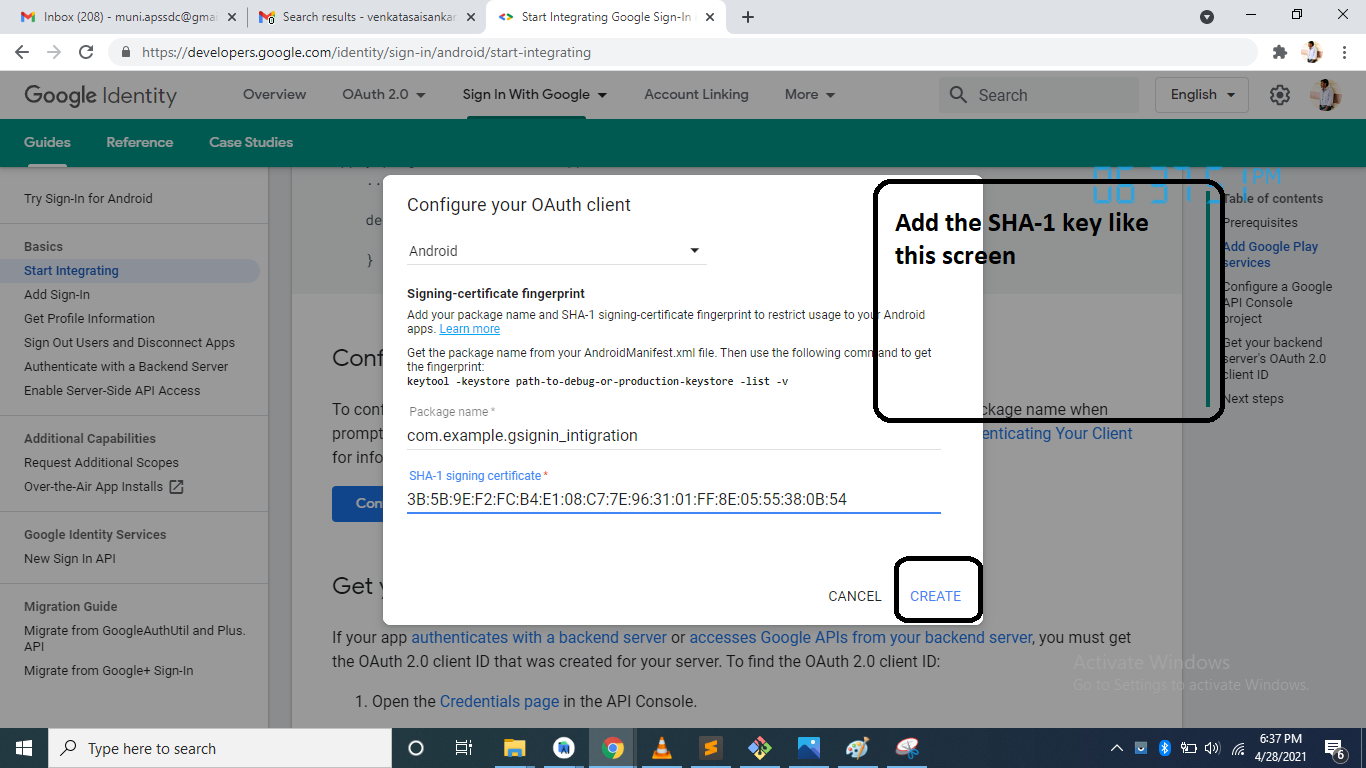 Inbox (208) - muni.apssdc@gmai
Search results - venkatasaisankar
Start Integrating Google Sign-In
https://developers.google.com/identity/sign-in/android/start-integrating
Google Identity
Overview
OAuth 2.0
Sign In With Google
Account Linking
More
Search
English
Guides
Reference
Case Studies
Try Sign-In for Android
Basics
Start Integrating
Add Sign-In
Get Profile Information
Sign Out Users and Disconnect Apps
Authenticate with a Backend Server
Enable Server-Side API Access
Additional Capabilities
Request Additional Scopes
Over-the-Air App Installs
Google Identity Services
New Sign In API
Migration Guide
Migrate from GoogleAuthUtil and Plus.
API
Migrate from Google+ Sign-In
de
}
Conf
To conf
prompt
for info
Con
Configure your OAuth client
Android
Signing-certificate fingerprint
Add your package name and SHA-1 signing-certificate fingerprint to restrict usage to your Android
apps. Learn more
Get the package name from your AndroidManifest.xml file. Then use the following command to get
the fingerprint:
keytool -keystore path-to-debug-or-production-keystore -list -v
Package name *
com.example.gsignin_intigration
SHA-1 signing certificate *
3B:5B:9E:F2:FC:B4:E1:08:C7:7E:96:31:01:FF:8E:05:55:38:0B:54
CANCEL
CREATE
Add the SHA-1 key like
this screen
ckage name when
enticating Your Client
06 37 51 PM
Table of contents
Prerequisites
Add Google Play
services
Configure a Google
API Console
project
Get your backend
server's OAuth 2.0
client ID
Next steps
Get y
If your app authenticates with a backend server or accesses Google APIs from your backend server, you must get
the OAuth 2.0 client ID that was created for your server. To find the OAuth 2.0 client ID:
1. Open the Credentials page in the API Console.
Activate Windows
Go to Settings to activate Windows.
Type here to search
6:37 PM
4/28/2021
6